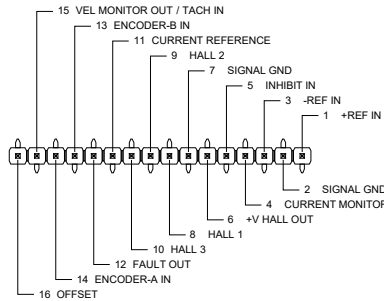 15 VEL MONITOR OUT / TACH IN
13 ENCODER-B IN
11 CURRENT REFERENCE
9 HALL 2
7 SIGNAL GND
5 INHIBIT IN
3 -REF IN
1 +REF IN
2 SIGNAL GND
4 CURRENT MONITOR
6 +V HALL OUT
8 HALL 1
10 HALL 3
12 FAULT OUT
14 ENCODER-A IN
16 OFFSET